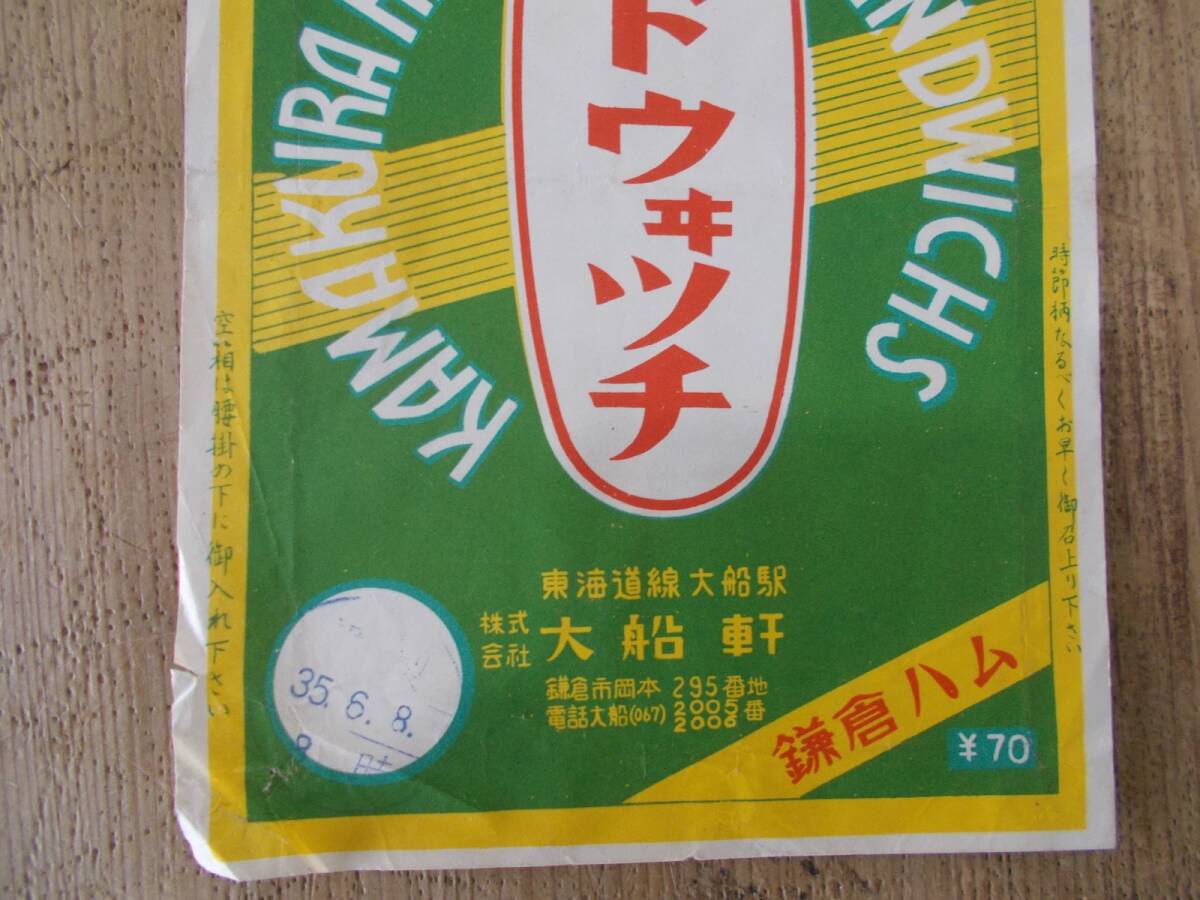 KAMAKURA H
ドウヰッチ
ANDWICHS
時節柄なるべくお早く御召上り下さい
空箱は腰掛の下に御入れ下さい
東海道線 大船駅
株式会社 大船軒
鎌倉市岡本 295番地
電話大船(067) 2005番
2006
鎌倉ハム
¥70
35.6.8.
8 時